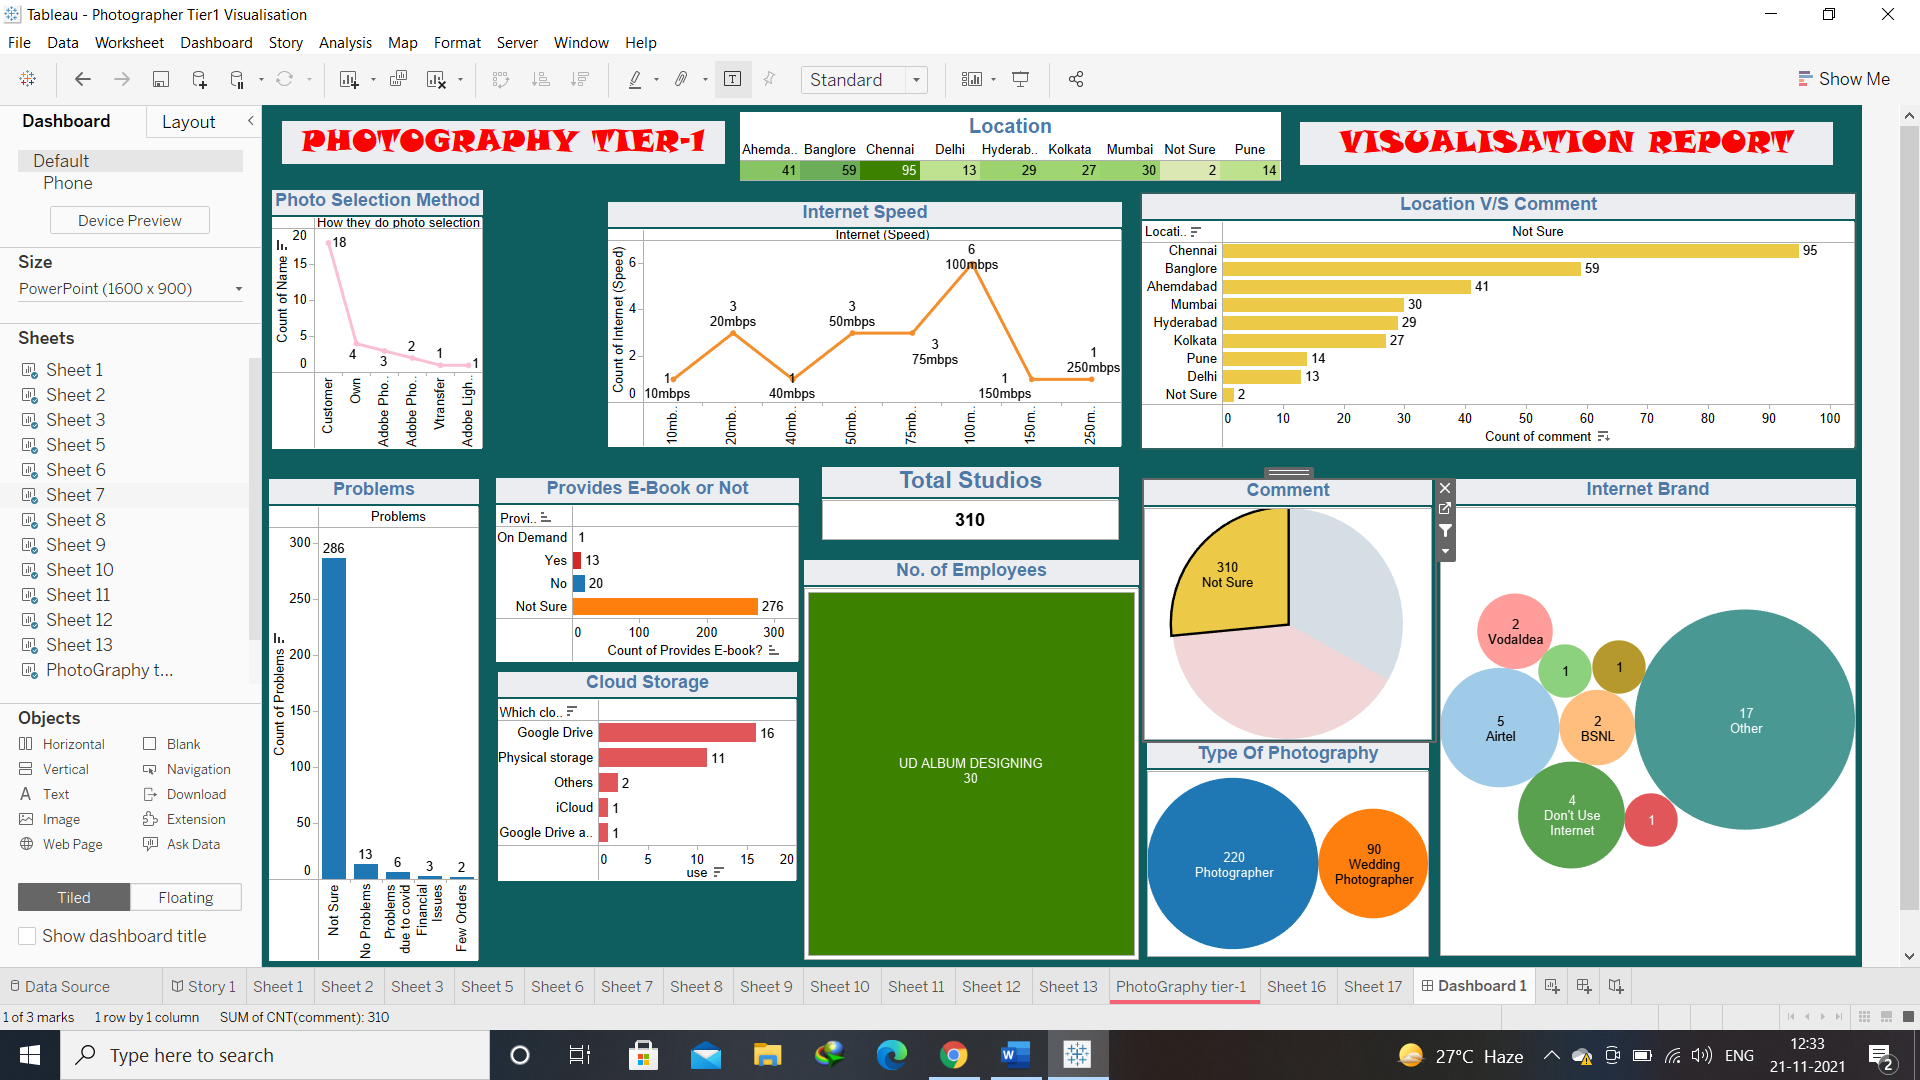 Tableau - Photographer Tier1 Visualisation
File Data Worksheet Dashboard Story Analysis Map Format Server Window Help
Standard
Show Me
Dashboard
Layout
Default
Phone
Device Preview
Size
PowerPoint (1600 x 900)
Sheets
Sheet 1
Sheet 2
Sheet 3
Sheet 5
Sheet 6
Sheet 7
Sheet 8
Sheet 9
Sheet 10
Sheet 11
Sheet 12
Sheet 13
PhotoGraphy t...
Objects
Horizontal Blank
Vertical Navigation
Text Download
Image Extension
Web Page Ask Data
Tiled Floating
Show dashboard title
PHOTOGRAPHY TIER-1
Location
Ahemda.. Banglore Chennai Delhi Hyderab.. Kolkata Mumbai Not Sure Pune
41 59 95 13 29 27 30 2 14
VISUALISATION REPORT
Photo Selection Method
How they do photo selection
Count of Name
20
15
10
5
0
18
4
3
2
1
1
Customer
Own
Adobe Pho..
Adobe Pho..
Vtransfer
Adobe Ligh..
Internet Speed
Internet (Speed)
Count of Internet (Speed)
6
4
2
0
1
10mbps
3
20mbps
1
40mbps
3
50mbps
3
75mbps
6
100mbps
1
150mbps
1
250mbps
10mb..
20mb..
40mb..
50mb..
75mb..
100m..
150m..
250m..
Location V/S Comment
Locati..
Not Sure
Chennai 95
Banglore 59
Ahemdabad 41
Mumbai 30
Hyderabad 29
Kolkata 27
Pune 14
Delhi 13
Not Sure 2
0 10 20 30 40 50 60 70 80 90 100
Count of comment
Problems
Problems
Count of Problems
300
250
200
150
100
50
0
286
13
6
3
2
Not Sure
No Problems
Problems
due to covid
Financial
Issues
Few Orders
Provides E-Book or Not
Provi..
On Demand 1
Yes 13
No 20
Not Sure 276
0 100 200 300
Count of Provides E-book?
Cloud Storage
Which clo..
Google Drive 16
Physical storage 11
Others 2
iCloud 1
Google Drive a.. 1
0 5 10 15 20
use
Total Studios
310
No. of Employees
UD ALBUM DESIGNING
30
Comment
310
Not Sure
Type Of Photography
220
Photographer
90
Wedding
Photographer
Internet Brand
2
VodaIdea
1
1
5
Airtel
2
BSNL
17
Other
4
Don't Use
Internet
1
Data Source Story 1 Sheet 1 Sheet 2 Sheet 3 Sheet 5 Sheet 6 Sheet 7 Sheet 8 Sheet 9 Sheet 10 Sheet 11 Sheet 12 Sheet 13 PhotoGraphy tier-1 Sheet 16 Sheet 17 Dashboard 1
1 of 3 marks 1 row by 1 column SUM of CNT(comment): 310
Type here to search
27°C Haze
ENG
12:33
21-11-2021
2